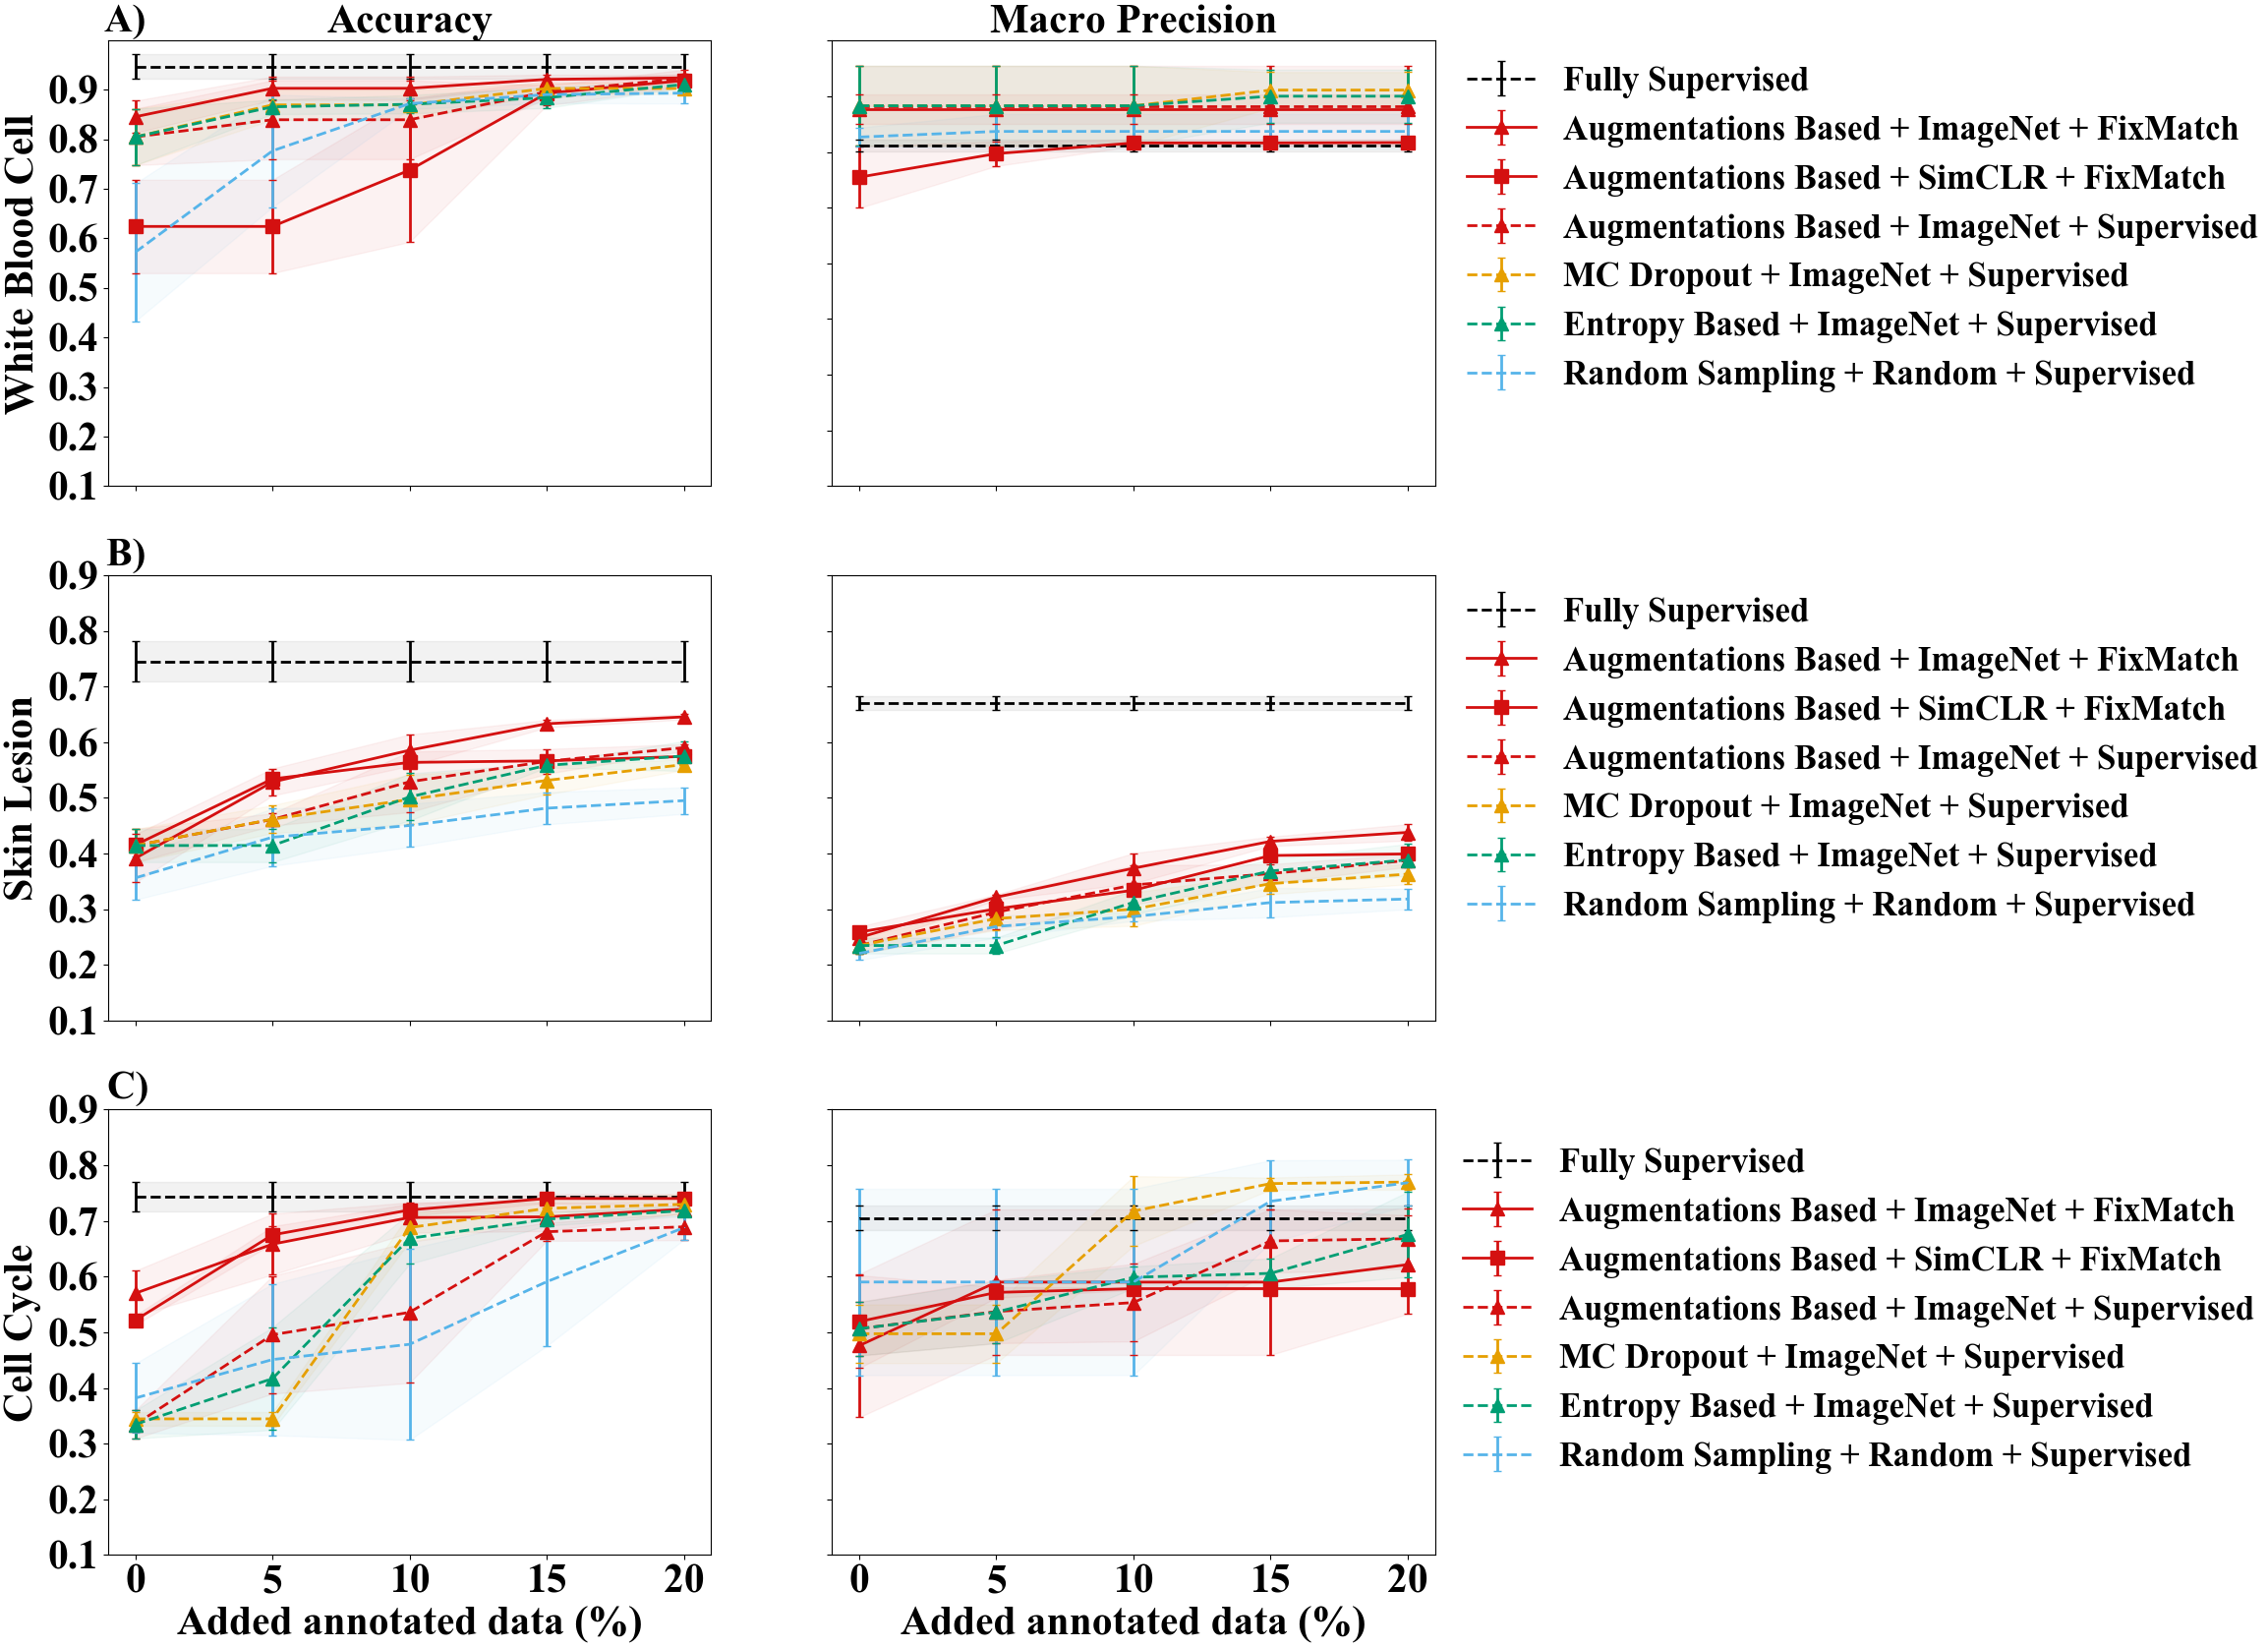 A)
Accuracy
Macro Precision
White Blood Cell
0.9
0.8
0.7
0.6
0.5
0.4
0.3
0.2
0.1
Fully Supervised
Augmentations Based + ImageNet + FixMatch
Augmentations Based + SimCLR + FixMatch
Augmentations Based + ImageNet + Supervised
MC Dropout + ImageNet + Supervised
Entropy Based + ImageNet + Supervised
Random Sampling + Random + Supervised
B)
Skin Lesion
0.9
0.8
0.7
0.6
0.5
0.4
0.3
0.2
0.1
Fully Supervised
Augmentations Based + ImageNet + FixMatch
Augmentations Based + SimCLR + FixMatch
Augmentations Based + ImageNet + Supervised
MC Dropout + ImageNet + Supervised
Entropy Based + ImageNet + Supervised
Random Sampling + Random + Supervised
C)
Cell Cycle
0.9
0.8
0.7
0.6
0.5
0.4
0.3
0.2
0.1
0 5 10 15 20
Added annotated data (%)
0 5 10 15 20
Added annotated data (%)
Fully Supervised
Augmentations Based + ImageNet + FixMatch
Augmentations Based + SimCLR + FixMatch
Augmentations Based + ImageNet + Supervised
MC Dropout + ImageNet + Supervised
Entropy Based + ImageNet + Supervised
Random Sampling + Random + Supervised